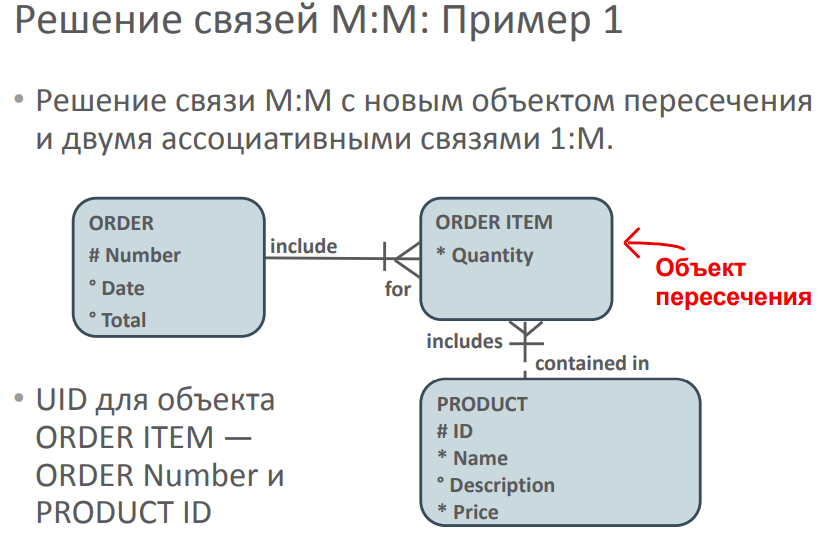 Решение связей М:М: Пример 1
• Решение связи М:М с новым объектом пересечения
и двумя ассоциативными связями 1:М.
ORDER
# Number
° Date
° Total
include
for
ORDER ITEM
* Quantity
Объект
пересечения
includes
contained in
PRODUCT
# ID
* Name
° Description
* Price
• UID для объекта
ORDER ITEM —
ORDER Number и
PRODUCT ID